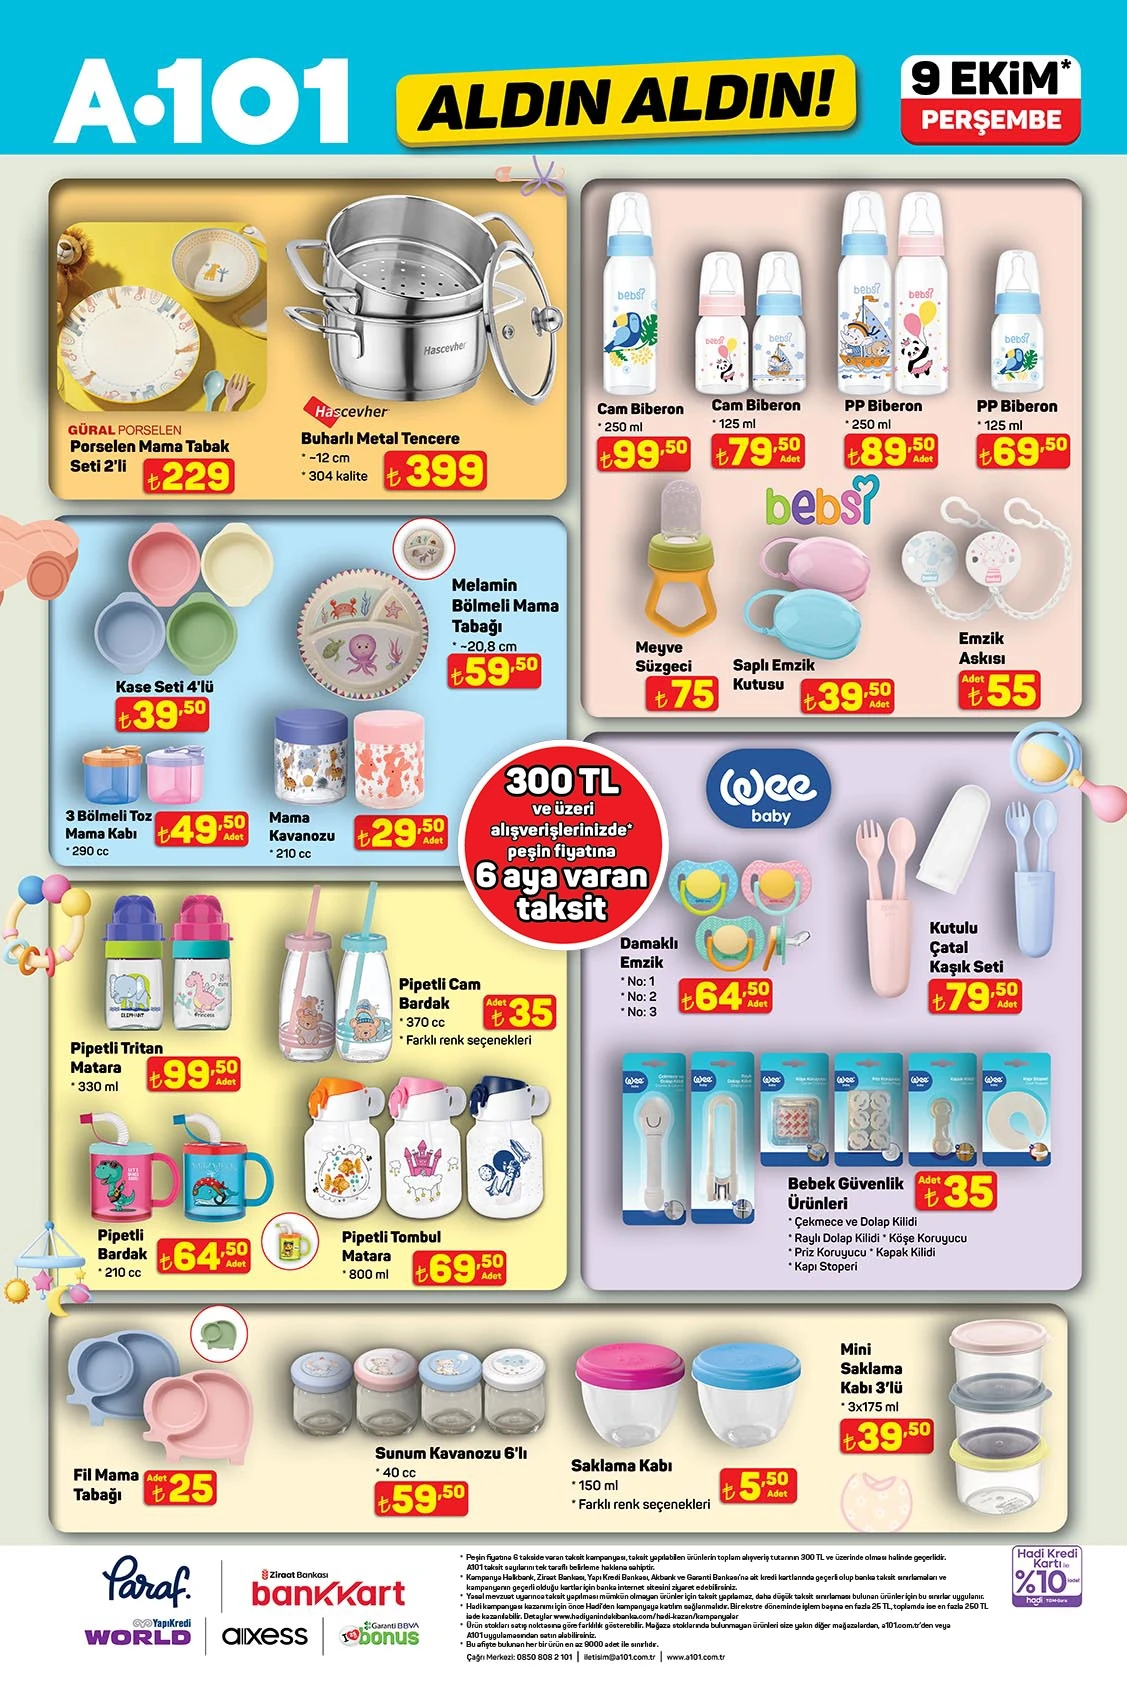 A·101
ALDIN ALDIN!
9 EKİM*
PERŞEMBE
GÜRAL PORSELEN
Porselen Mama Tabak
Seti 2'li
₺229
Hascevher
Hascevher
Buharlı Metal Tencere
* ~12 cm
* 304 kalite
₺399
bebsi
Cam Biberon
* 250 ml
₺99,50
bebsi
Cam Biberon
* 125 ml
₺79,50
Adet
bebsi
PP Biberon
* 250 ml
₺89,50
Adet
PP Biberon
* 125 ml
₺69,50
Adet
bebsi
Meyve
Süzgeci
₺75
Saplı Emzik
Kutusu
₺39,50
Adet
Emzik
Askısı
Adet
₺55
Kase Seti 4'lü
₺39,50
Melamin
Bölmeli Mama
Tabağı
* ~20,8 cm
₺59,50
3 Bölmeli Toz
Mama Kabı
* 290 cc
₺49,50
Adet
Mama
Kavanozu
* 210 cc
₺29,50
Adet
300 TL
ve üzeri
alışverişlerinizde*
peşin fiyatına
6 aya varan
taksit
Wee
baby
Damaklı
Emzik
* No: 1
* No: 2
* No: 3
₺64,50
Adet
Kutulu
Çatal
Kaşık Seti
₺79,50
Adet
ELEPHANT
Princess
Pipetli Tritan
Matara
* 330 ml
₺99,50
Adet
Pipetli Cam
Bardak
* 370 cc
* Farklı renk seçenekleri
Adet
₺35
Pipetli
Bardak
* 210 cc
₺64,50
Adet
Pipetli Tombul
Matara
* 800 ml
₺69,50
Adet
Bebek Güvenlik
Ürünleri
Adet
₺35
* Çekmece ve Dolap Kilidi
* Raylı Dolap Kilidi * Köşe Koruyucu
* Priz Koruyucu * Kapak Kilidi
* Kapı Stoperi
Fil Mama
Tabağı
Adet
₺25
Sunum Kavanozu 6'lı
* 40 cc
₺59,50
Saklama Kabı
* 150 ml
* Farklı renk seçenekleri
₺5,50
Adet
Mini
Saklama
Kabı 3'lü
* 3x175 ml
₺39,50
Paraf
Ziraat Bankası
bankkart
YapıKredi
WORLD
axess
Garanti BBVA
bonus
* Peşin fiyatına 6 takside varan taksit kampanyası, taksit yapılabilen ürünlerin toplam alışveriş tutarının 300 TL ve üzerinde olması halinde geçerlidir.
A101 taksit sayılarını tek taraflı belirleme hakkına sahiptir.
* Kampanya Halkbank, Ziraat Bankası, Yapı Kredi Bankası, Akbank ve Garanti Bankası'na ait kredi kartlarında geçerli olup banka taksit sınırlamaları ve
kampanyanın geçerli olduğu kartlar için banka internet sitesini ziyaret edebilirsiniz.
* Yasal mevzuat uyarınca taksit yapılması mümkün olmayan ürünler için taksit yapılamaz, daha düşük taksit sınırlaması bulunan ürünler için bu sınırlar uygulanır.
* Hadi kampanyası kazanımı için önce Hadi'den kampanyaya katılım sağlanmalıdır. Bir ekstre döneminde işlem başına en fazla 25 TL, toplamda ise en fazla 250 TL
iade kazanılabilir. Detaylar www.hadiyanindakibanka.com/hadi-kazan/kampanyalar
* Ürün stokları satış noktasına göre farklılık gösterebilir. Mağaza stoklarında bulunmayan ürünleri size yakın diğer mağazalardan, a101.com.tr'den veya
A101 uygulamasından satın alabilirsiniz.
* Bu afişte bulunan her bir ürün en az 9000 adet ile sınırlıdır.
Çağrı Merkezi: 0850 808 2 101 | iletisim@a101.com.tr | www.a101.com.tr
Hadi Kredi
Kartı ile
%10 iade!
hadi